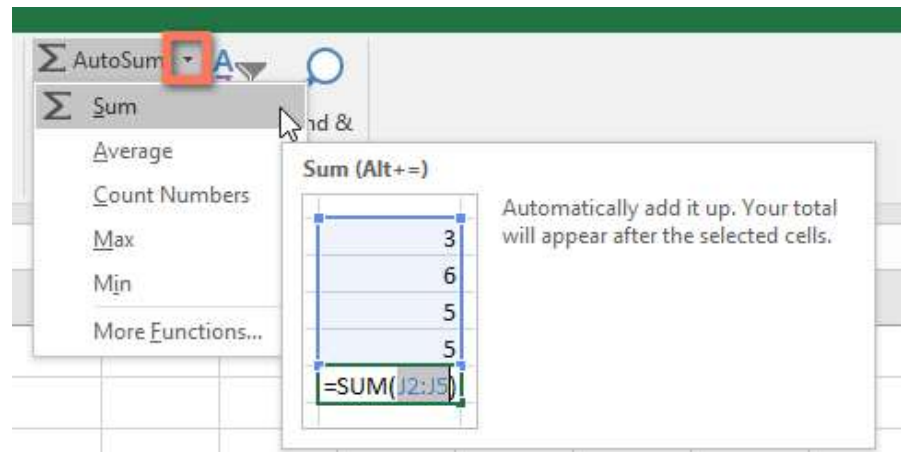 AutoSum
Sum
nd &
Average
Count Numbers
Max
Min
More Functions...
Sum (Alt+=)
3
6
5
5
=SUM(J2:J5)
Automatically add it up. Your total
will appear after the selected cells.